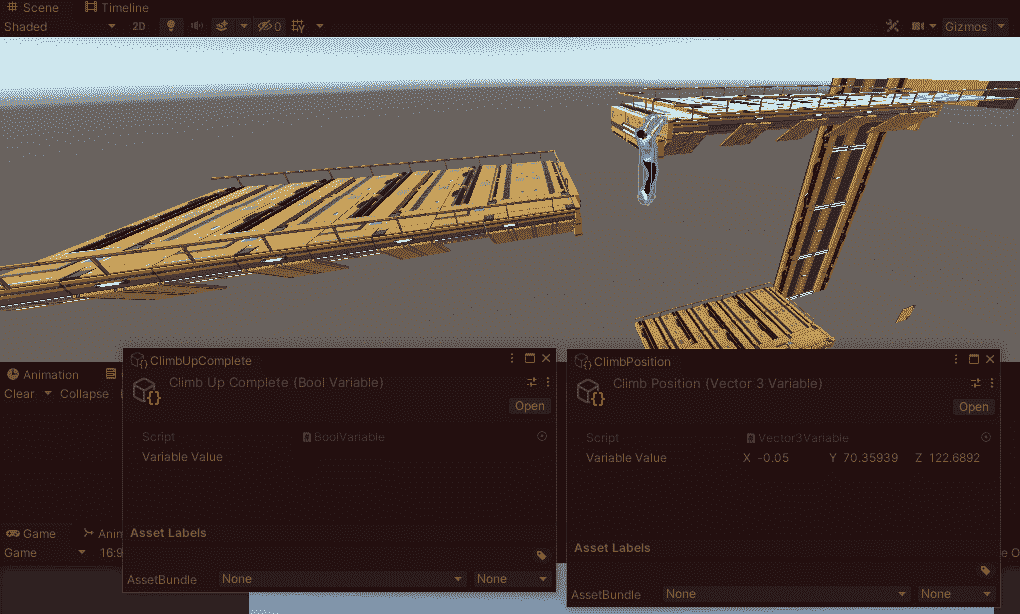 Scene Timeline
Shaded 2D 0 Gizmos
Animation
Clear Collapse
Game Anim
Game 16:9
ClimbUpComplete
Climb Up Complete (Bool Variable)
Open
Script BoolVariable
Variable Value
Asset Labels
AssetBundle None None
ClimbPosition
Climb Position (Vector 3 Variable)
Open
Script Vector3Variable
Variable Value X -0.05 Y 70.35939 Z 122.6892
Asset Labels
AssetBundle None None